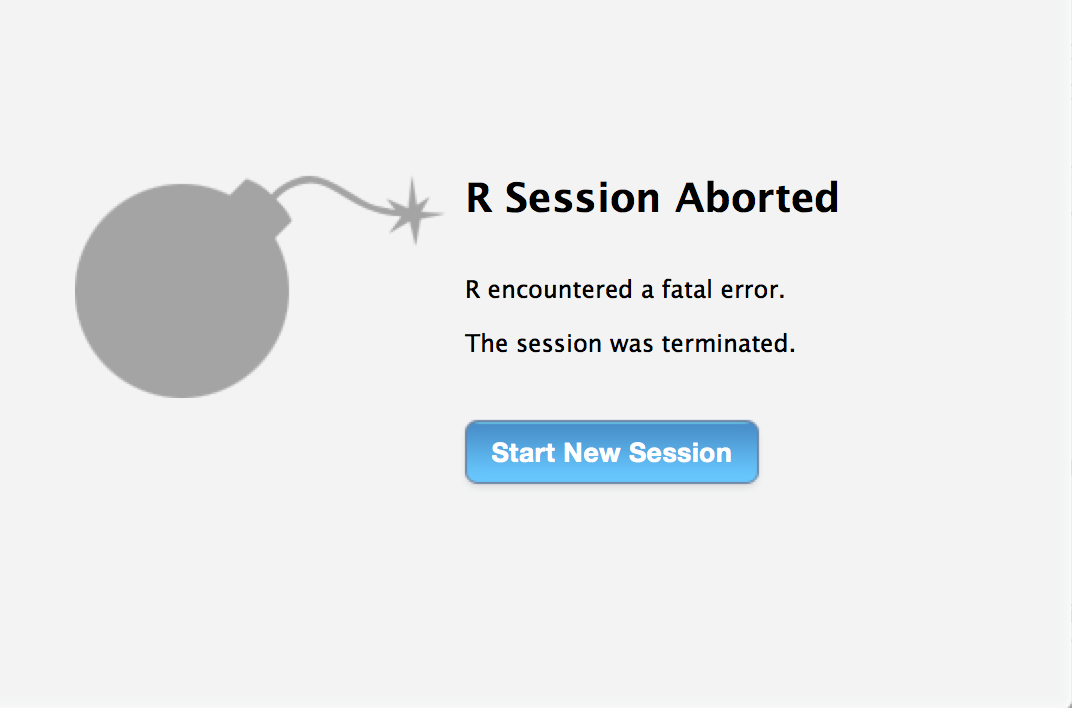 R Session Aborted
R encountered a fatal error.
The session was terminated.
Start New Session